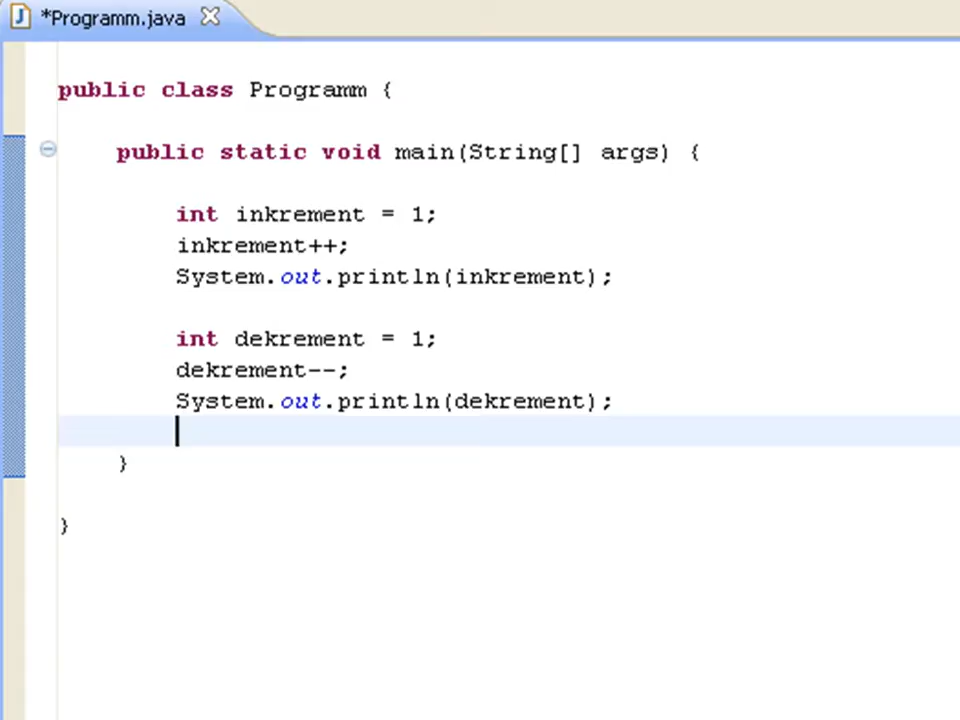 *Programm.java
public class Programm {
public static void main(String[] args) {
int inkrement = 1;
inkrement++;
System.out.println(inkrement);
int dekrement = 1;
dekrement--;
System.out.println(dekrement);
}
}